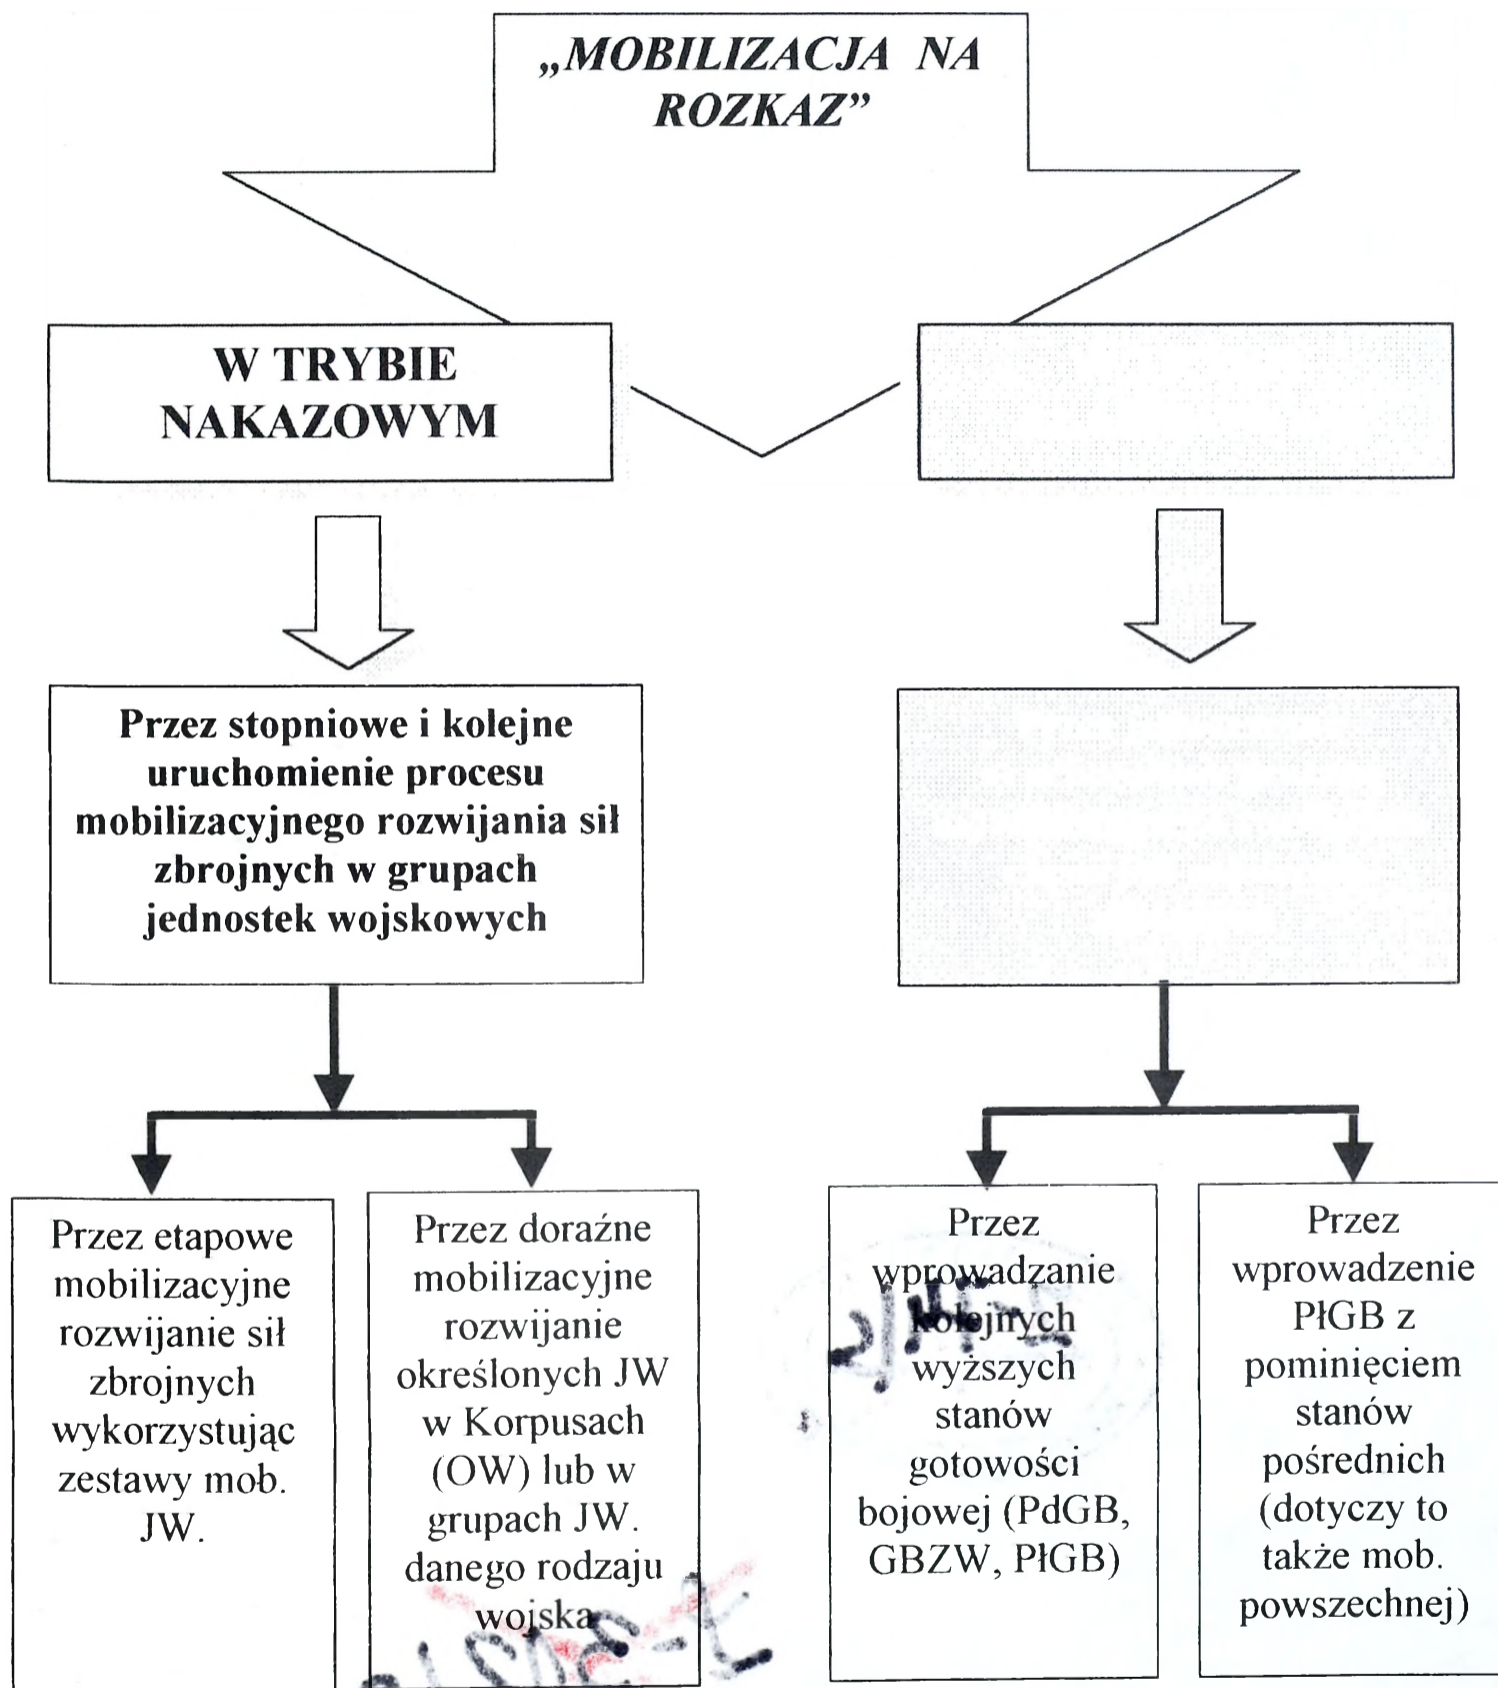 „MOBILIZACJA NA
ROZKAZ”
W TRYBIE
NAKAZOWYM
Przez stopniowe i kolejne
uruchomienie procesu
mobilizacyjnego rozwijania sił
zbrojnych w grupach
jednostek wojskowych
Przez etapowe
mobilizacyjne
rozwijanie sił
zbrojnych
wykorzystując
zestawy mob.
JW.
Przez doraźne
mobilizacyjne
rozwijanie
określonych JW
w Korpusach
(OW) lub w
grupach JW.
danego rodzaju
wojska
Przez
wprowadzanie
kolejnych
wyższych
stanów
gotowości
bojowej (PdGB,
GBZW, PłGB)
Przez
wprowadzenie
PłGB z
pominięciem
stanów
pośrednich
(dotyczy to
także mob.
powszechnej)